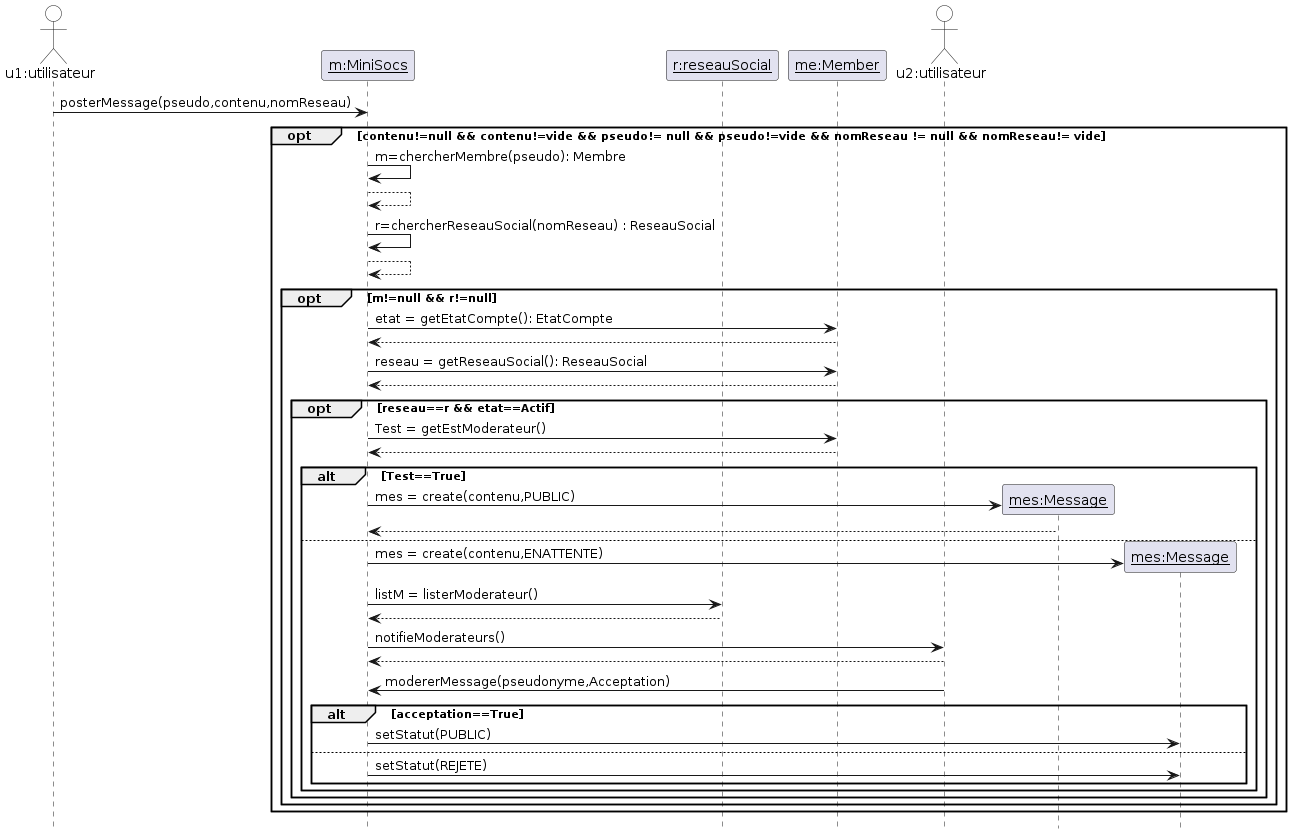 u1:utilisateur
m:MiniSocs
r:reseauSocial
me:Member
u2:utilisateur
posterMessage(pseudo,contenu,nomReseau)
opt [contenu!=null && contenu!=vide && pseudo!= null && pseudo!=vide && nomReseau != null && nomReseau!= vide]
m=chercherMembre(pseudo): Membre
r=chercherReseauSocial(nomReseau) : ReseauSocial
opt [m!=null && r!=null]
etat = getEtatCompte(): EtatCompte
reseau = getReseauSocial(): ReseauSocial
opt [reseau==r && etat==Actif]
Test = getEstModerateur()
alt [Test==True]
mes = create(contenu,PUBLIC)
mes:Message
mes = create(contenu,ENATTENTE)
mes:Message
listM = listerModerateur()
notifieModerateurs()
modererMessage(pseudonyme,Acceptation)
alt [acceptation==True]
setStatut(PUBLIC)
setStatut(REJETE)